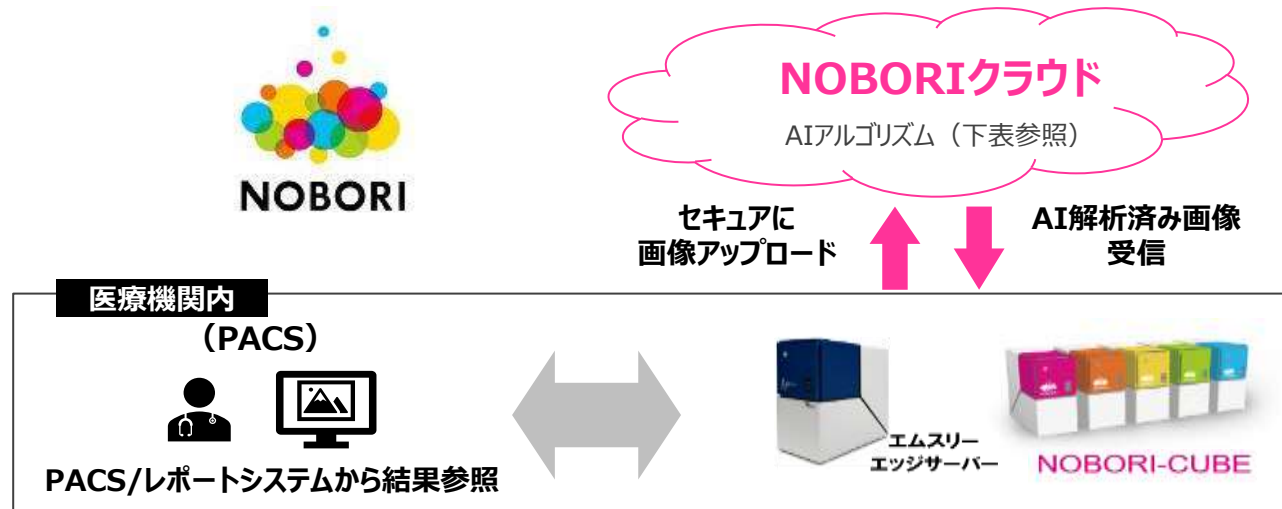 NOBORI
NOBORIクラウド
AIアルゴリズム（下表参照）
セキュアに
画像アップロード
AI解析済み画像
受信
医療機関内
（PACS）
PACS/レポートシステムから結果参照
エムスリー
エッジサーバー
NOBORI-CUBE